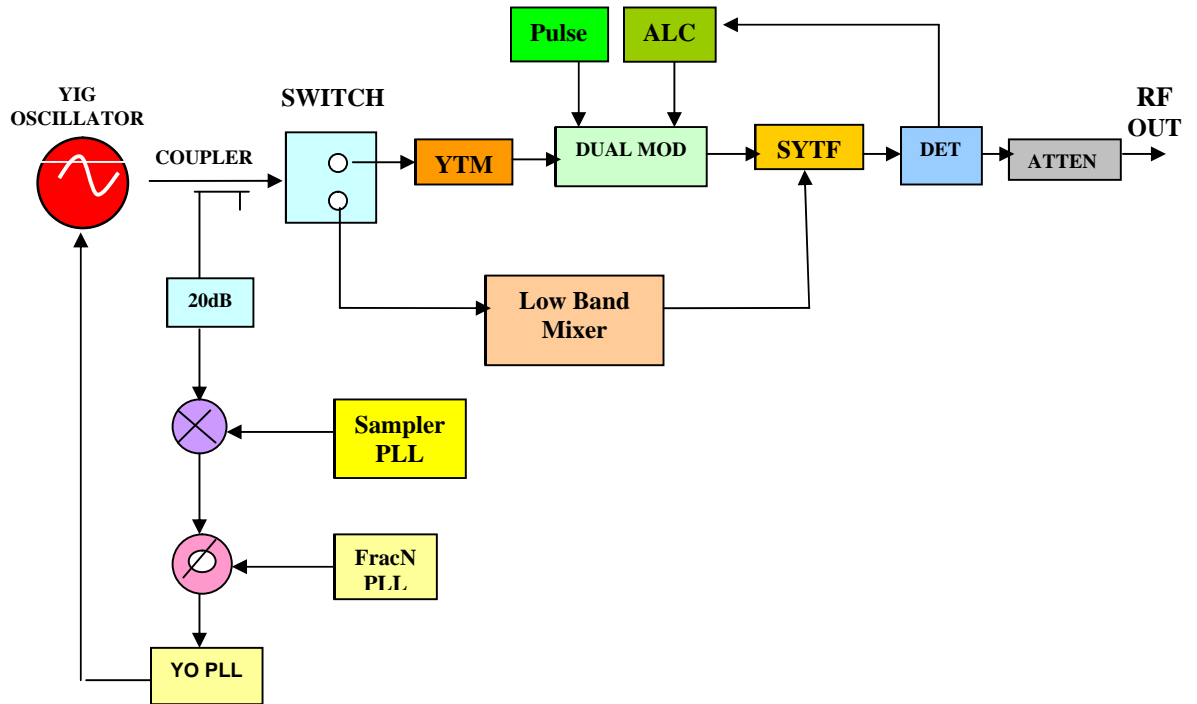 Pulse
ALC
YIG
OSCILLATOR
SWITCH
RF
OUT
COUPLER
YTM
DUAL MOD
SYTF
DET
ATTEN
20dB
Low Band
Mixer
Sampler
PLL
FracN
PLL
YO PLL